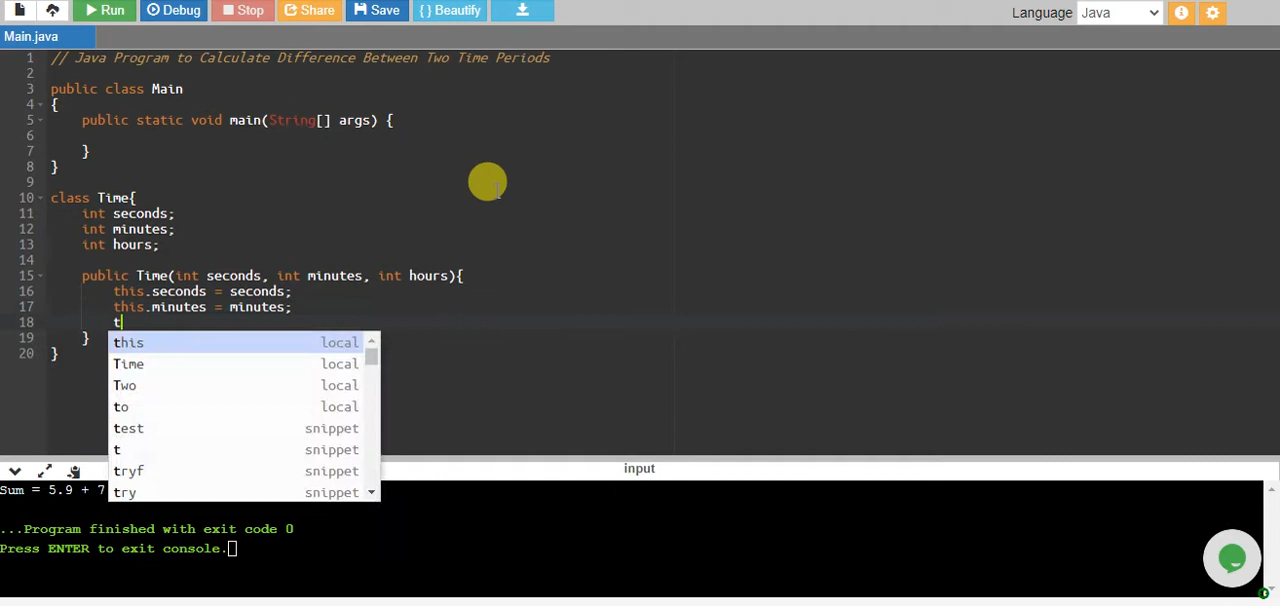 Run Debug Stop Share Save { } Beautify Language Java
Main.java
1 // Java Program to Calculate Difference Between Two Time Periods
2
3 public class Main
4 {
5 public static void main(String[] args) {
6
7 }
8 }
9
10 class Time{
11 int seconds;
12 int minutes;
13 int hours;
14
15 public Time(int seconds, int minutes, int hours){
16 this.seconds = seconds;
17 this.minutes = minutes;
18 t
19 }
20 }
this local
Time local
Two local
to local
test snippet
t snippet
tryf snippet
try snippet
input
Sum = 5.9 + 7
...Program finished with exit code 0
Press ENTER to exit console.